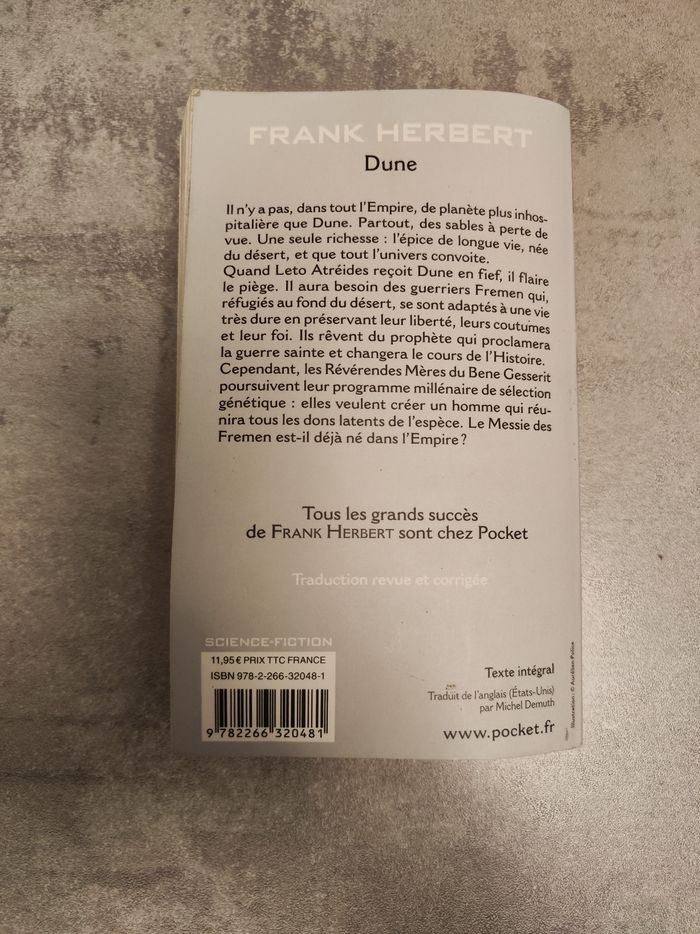 FRANK HERBERT
Dune
Il n'y a pas, dans tout l'Empire, de planète plus inhos-
pitalière que Dune. Partout, des sables à perte de
vue. Une seule richesse : l'épice de longue vie, née
du désert, et que tout l'univers convoite.
Quand Leto Atréides reçoit Dune en fief, il flaire
le piège. Il aura besoin des guerriers Fremen qui,
réfugiés au fond du désert, se sont adaptés à une vie
très dure en préservant leur liberté, leurs coutumes
et leur foi. Ils rêvent du prophète qui proclamera
la guerre sainte et changera le cours de l'Histoire.
Cependant, les Révérendes Mères du Bene Gesserit
poursuivent leur programme millénaire de sélection
génétique : elles veulent créer un homme qui réu-
nira tous les dons latents de l'espèce. Le Messie des
Fremen est-il déjà né dans l'Empire ?
Tous les grands succès
de FRANK HERBERT sont chez Pocket
Traduction revue et corrigée
SCIENCE-FICTION
11,95 € PRIX TTC FRANCE
ISBN 978-2-266-32048-1
9 782266 320481
Texte intégral
Traduit de l'anglais (États-Unis)
par Michel Demuth
www.pocket.fr
Illustration : © Aurélien Police